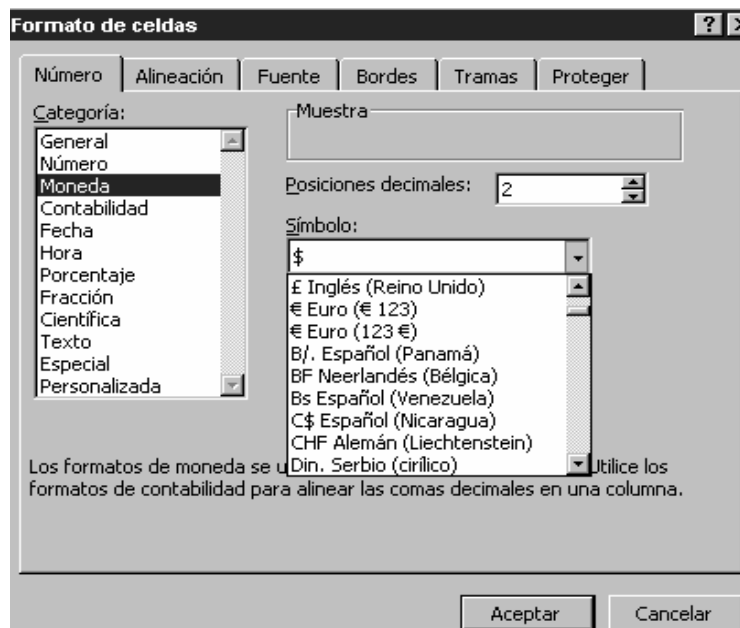 Formato de celdas
Número Alineación Fuente Bordes Tramas Proteger
Categoría:
General
Número
Moneda
Contabilidad
Fecha
Hora
Porcentaje
Fracción
Científica
Texto
Especial
Personalizada
Muestra
Posiciones decimales: 2
Símbolo:
$
£ Inglés (Reino Unido)
€ Euro (€ 123)
€ Euro (123 €)
B/. Español (Panamá)
BF Neerlandés (Bélgica)
Bs Español (Venezuela)
C$ Español (Nicaragua)
CHF Alemán (Liechtenstein)
Din. Serbio (cirílico)
Los formatos de moneda se Utilice los
formatos de contabilidad para alinear las comas decimales en una columna.
Aceptar Cancelar